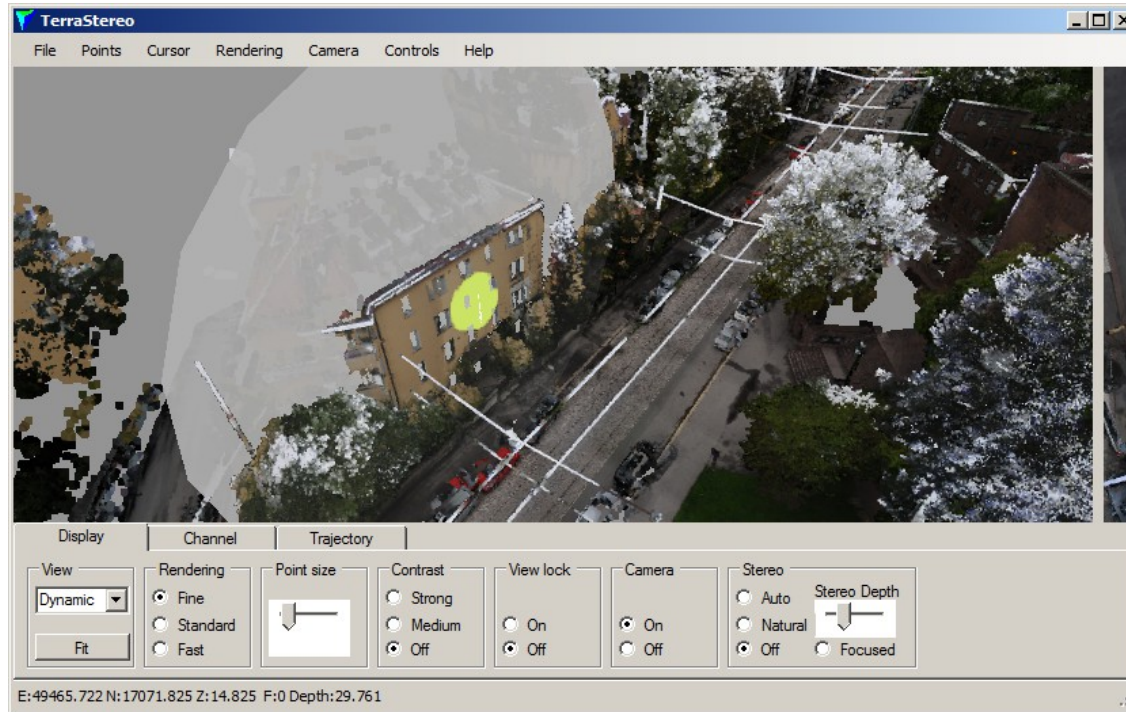 TerraStereo
File Points Cursor Rendering Camera Controls Help
Display Channel Trajectory
View Rendering Point size Contrast View lock Camera Stereo
Dynamic Fine Strong Auto Stereo Depth
Standard Medium On On Natural
Fit Fast Off Off Off Off Focused
E:49465.722 N:17071.825 Z:14.825 F:0 Depth:29.761